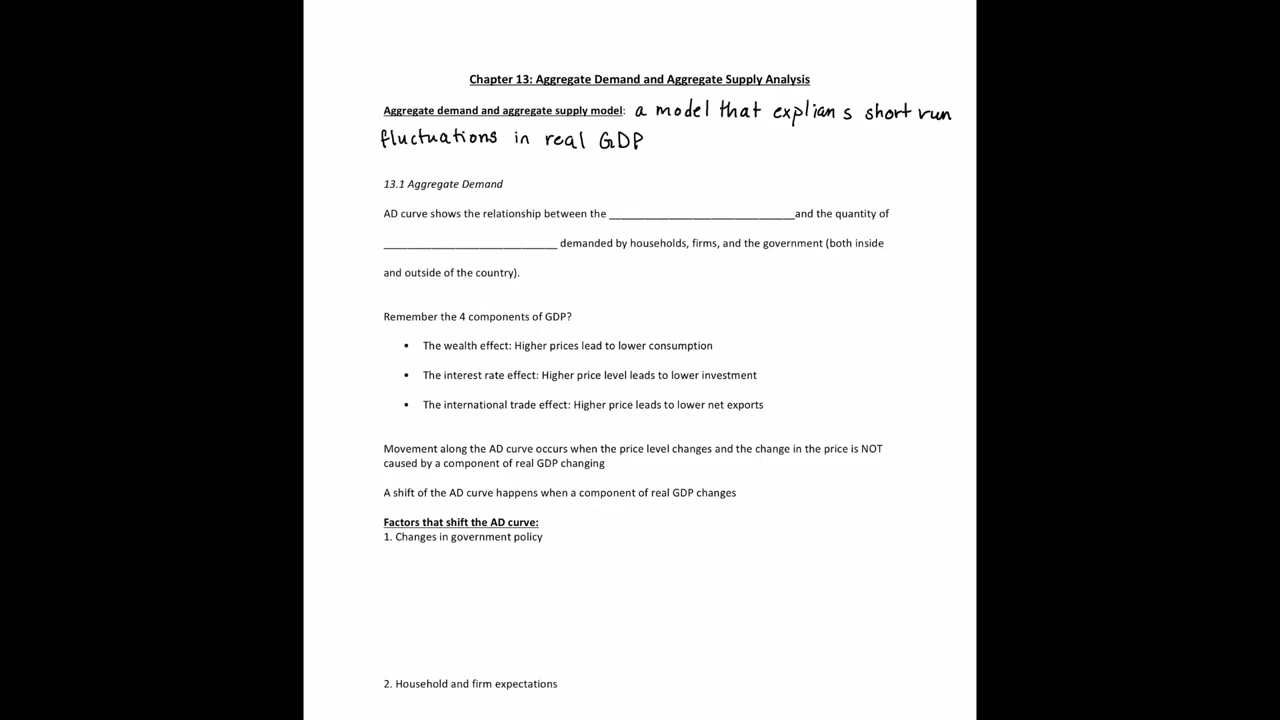 Chapter 13: Aggregate Demand and Aggregate Supply Analysis
Aggregate demand and aggregate supply model: a model that explians short run
fluctuations in real GDP
13.1 Aggregate Demand
AD curve shows the relationship between the ______________________________and the quantity of
____________________________ demanded by households, firms, and the government (both inside
and outside of the country).
Remember the 4 components of GDP?
• The wealth effect: Higher prices lead to lower consumption
• The interest rate effect: Higher price level leads to lower investment
• The international trade effect: Higher price leads to lower net exports
Movement along the AD curve occurs when the price level changes and the change in the price is NOT
caused by a component of real GDP changing
A shift of the AD curve happens when a component of real GDP changes
Factors that shift the AD curve:
1. Changes in government policy
2. Household and firm expectations